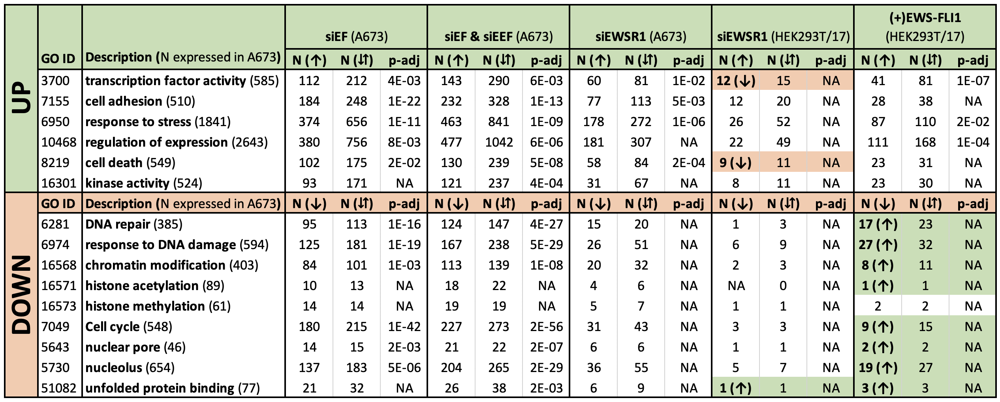 UP
(+)EWS-FLI1
siEF (A673) siEF & siEEF (A673) siEWSR1 (A673) siEWSR1 (HEK293T/17) (HEK293T/17)
GO ID Description (N expressed in A673) N (↑) N (↓↑) p-adj N (↑) N (↓↑) p-adj N (↑) N (↓↑) p-adj N (↑) N (↓↑) p-adj N (↑) N (↓↑) p-adj
3700 transcription factor activity (585) 112 212 4E-03 143 290 6E-03 60 81 1E-02 12 (↓) 15 NA 41 81 1E-07
7155 cell adhesion (510) 184 248 1E-22 232 328 1E-13 77 113 5E-03 12 20 NA 28 38 NA
6950 response to stress (1841) 374 656 1E-11 463 841 1E-09 178 272 1E-06 26 52 NA 87 110 2E-02
10468 regulation of expression (2643) 380 756 8E-03 477 1042 6E-06 181 307 NA 22 49 NA 111 168 1E-04
8219 cell death (549) 102 175 2E-02 130 239 5E-08 58 84 2E-04 9 (↓) 11 NA 23 31 NA
16301 kinase activity (524) 93 171 NA 121 237 4E-04 31 67 NA 8 11 NA 23 30 NA
DOWN
GO ID Description (N expressed in A673) N (↓) N (↓↑) p-adj N (↓) N (↓↑) p-adj N (↓) N (↓↑) p-adj N (↓) N (↓↑) p-adj N (↓) N (↓↑) p-adj
6281 DNA repair (385) 95 113 1E-16 124 147 4E-27 15 20 NA 1 3 NA 17 (↑) 23 NA
6974 response to DNA damage (594) 125 181 1E-19 167 238 5E-29 26 51 NA 6 9 NA 27 (↑) 32 NA
16568 chromatin modification (403) 84 101 1E-03 113 139 1E-08 20 32 NA 2 3 NA 8 (↑) 11 NA
16571 histone acetylation (89) 10 13 NA 18 22 NA 4 6 NA NA 0 NA 1 (↑) 1 NA
16573 histone methylation (61) 14 14 NA 19 19 NA 5 7 NA 1 1 NA 2 2 NA
7049 Cell cycle (548) 180 215 1E-42 227 273 2E-56 31 43 NA 3 3 NA 9 (↑) 15 NA
5643 nuclear pore (46) 14 15 2E-03 21 22 2E-07 6 6 NA 1 1 NA 2 (↑) 2 NA
5730 nucleolus (654) 137 183 5E-06 204 265 2E-29 36 55 NA 5 7 NA 19 (↑) 27 NA
51082 unfolded protein binding (77) 21 32 NA 26 38 2E-03 6 9 NA 1 (↑) 1 NA 3 (↑) 3 NA